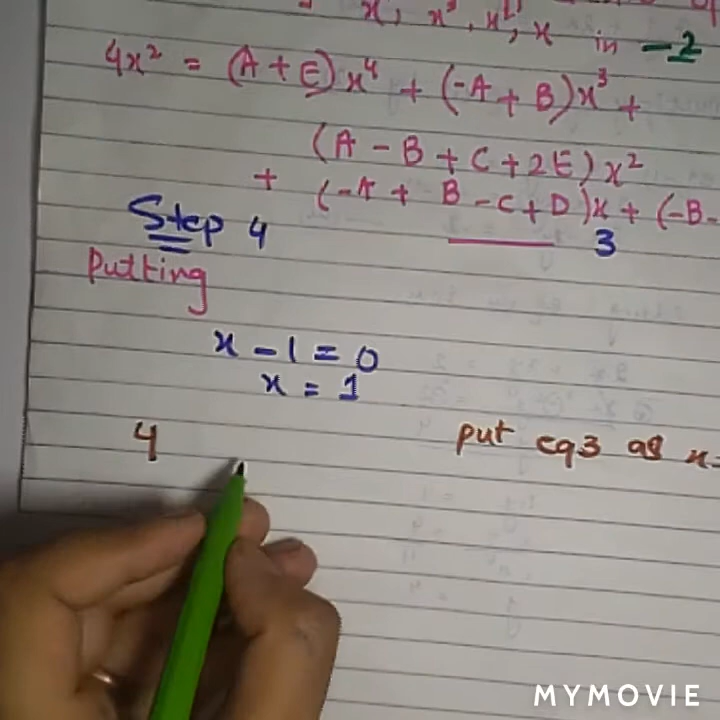 x, x³, x², x in -2
4x² = (A + E)x⁴ + (-A + B)x³ +
(A - B + C + 2E)x²
+ (-A + B - C + D)x + (-B-
3
Step 4
Putting
x - 1 = 0
x = 1
4 put eq3 as x=
MYMOVIE